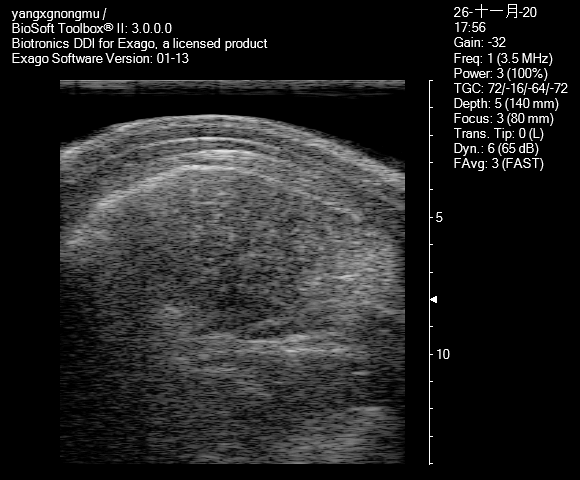 yangxgnongmu /
BioSoft Toolbox® II: 3.0.0.0
Biotronics DDI for Exago, a licensed product
Exago Software Version: 01-13
26-十一月-20
17:56
Gain: -32
Freq: 1 (3.5 MHz)
Power: 3 (100%)
TGC: 72/-16/-64/-72
Depth: 5 (140 mm)
Focus: 3 (80 mm)
Trans. Tip: 0 (L)
Dyn.: 6 (65 dB)
FAvg: 3 (FAST)
5
10